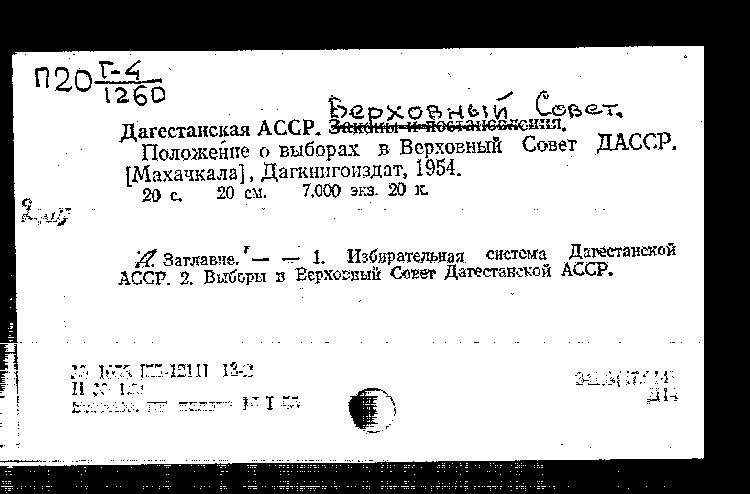 П20 Г-4
1260
Верховный Совет.
Дагестанская АССР. Законы и постановления.
Положение о выборах в Верховный Совет ДАССР.
[Махачкала], Дагкнигоиздат, 1954.
20 с. 20 см. 7.000 экз. 20 к.
Заглавие. — — 1. Избирательная система Дагестанской
АССР. 2. Выборы в Верховный Совет Дагестанской АССР.
Д14